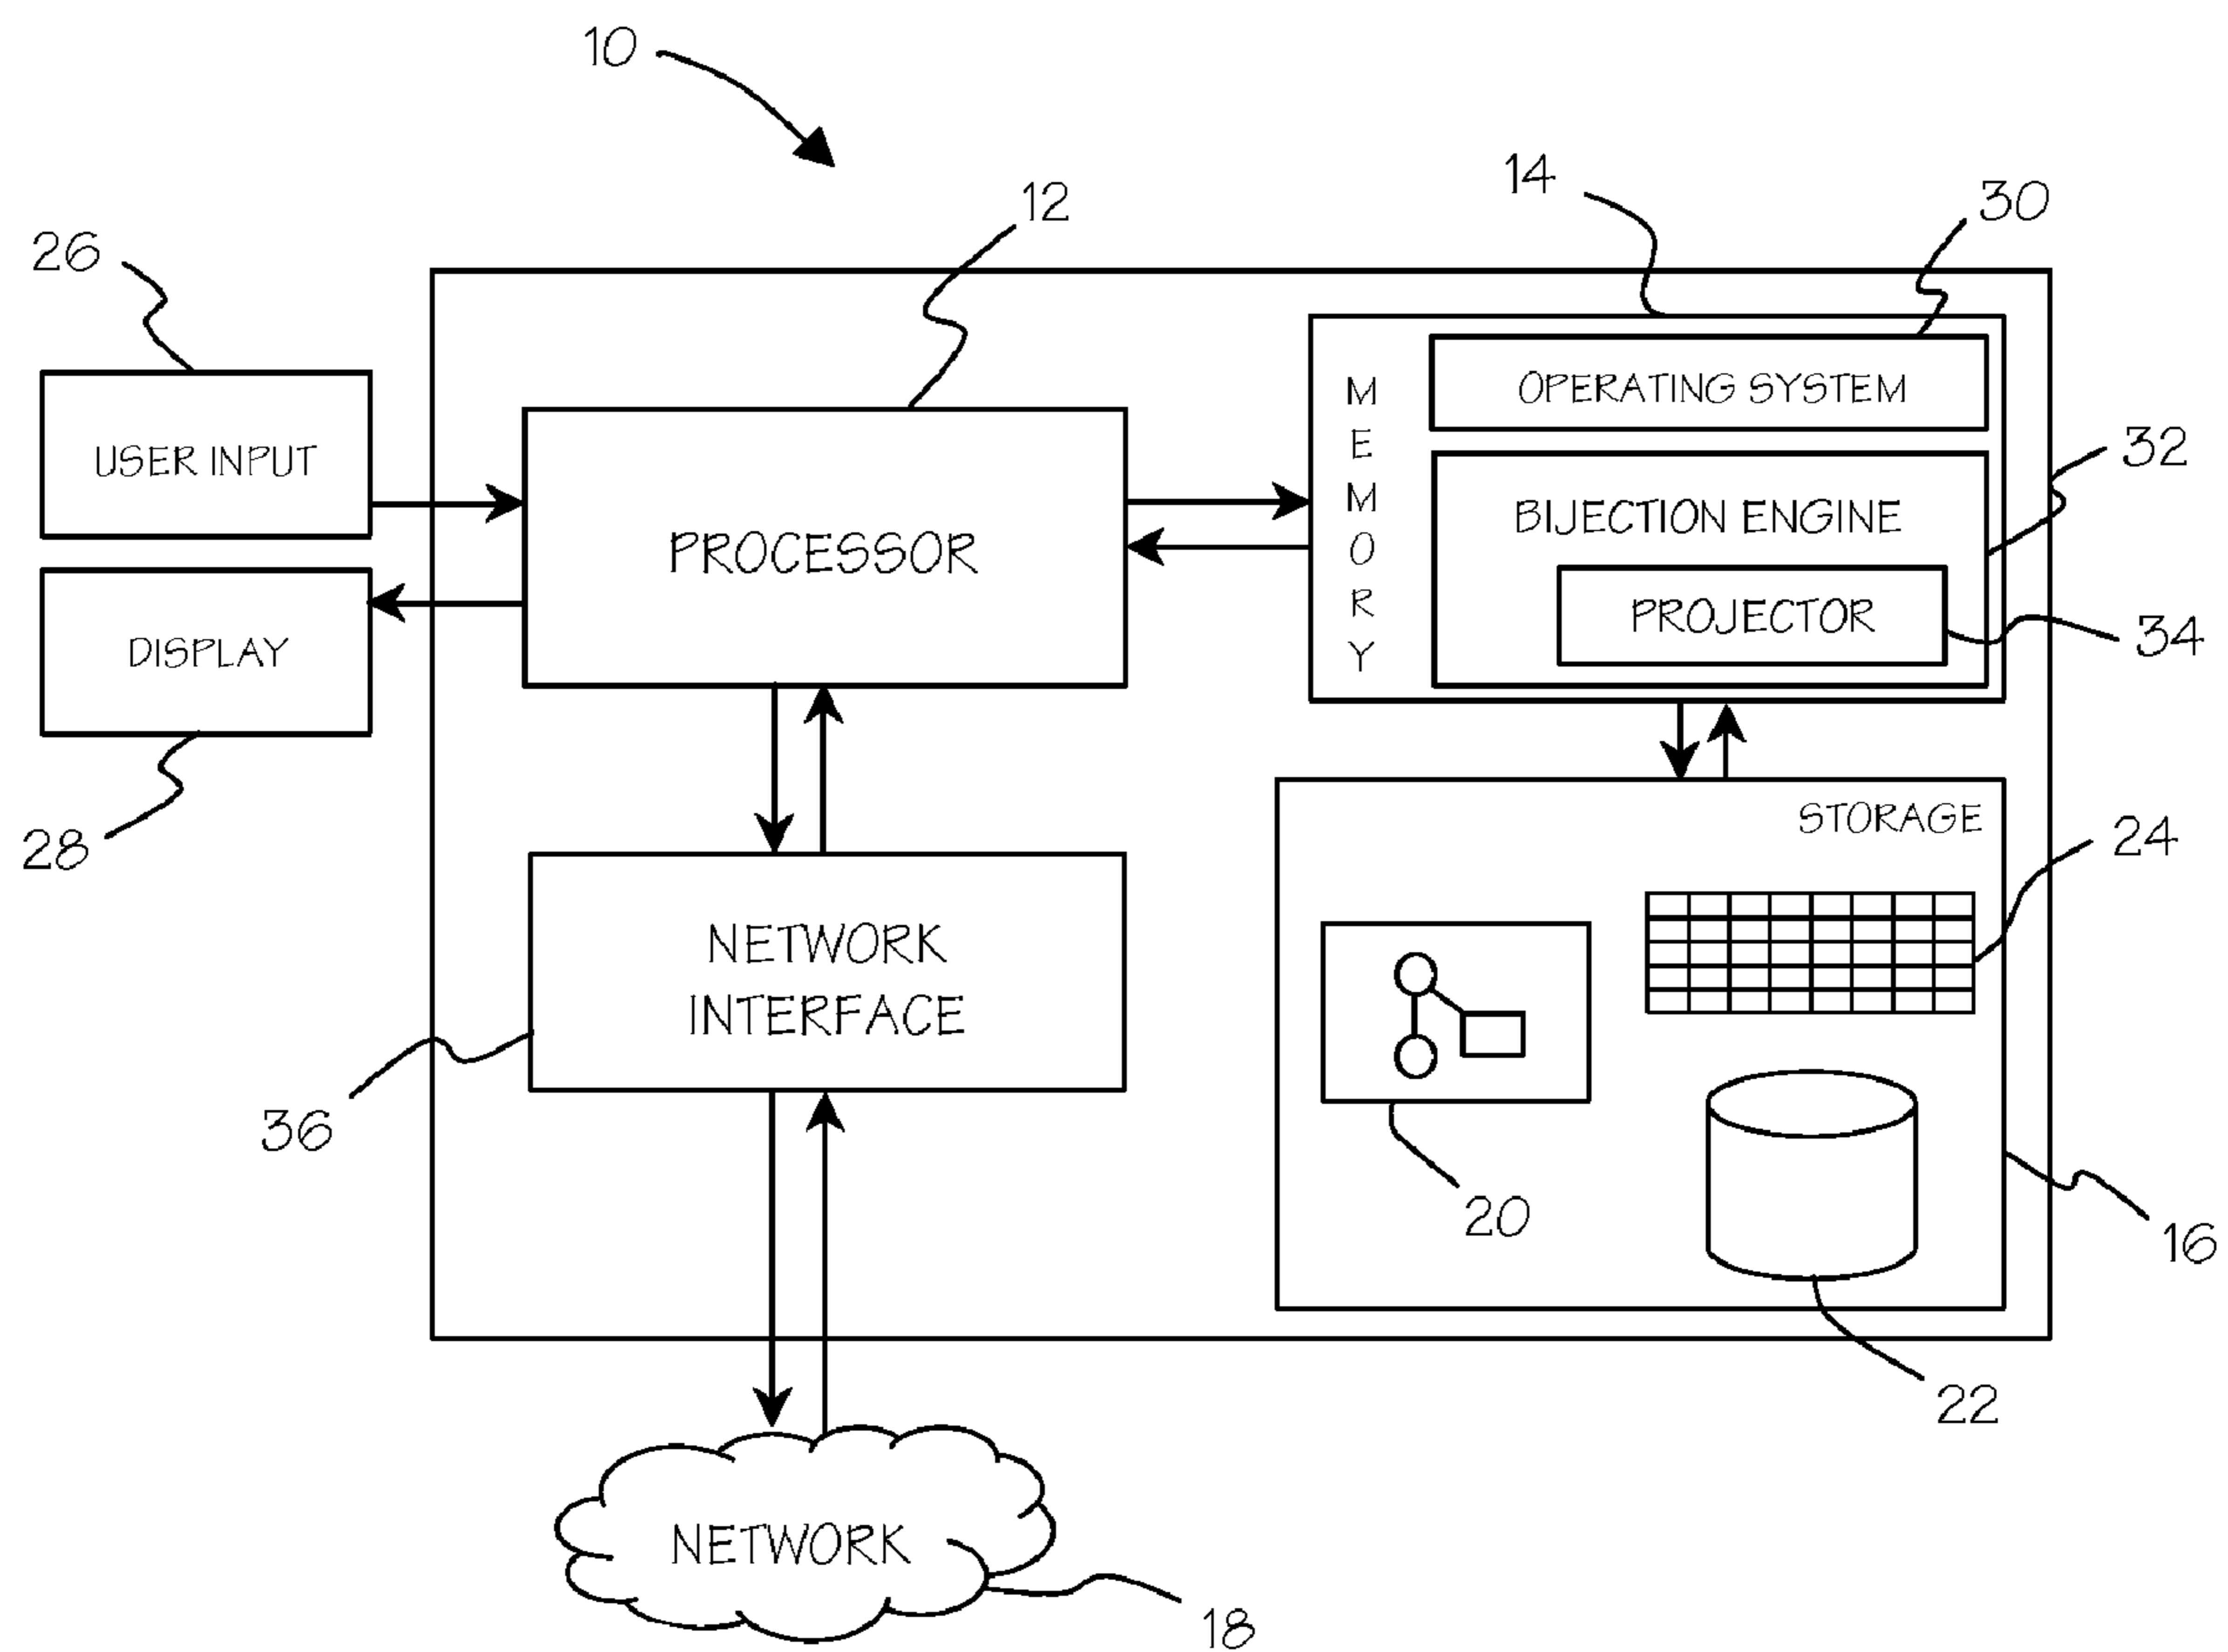 10
12
14
30
26
USER INPUT
OPERATING SYSTEM
MEMORY
32
BIJECTION ENGINE
PROCESSOR
PROJECTOR
34
DISPLAY
28
STORAGE
24
NETWORK
INTERFACE
36
20
16
22
NETWORK
18